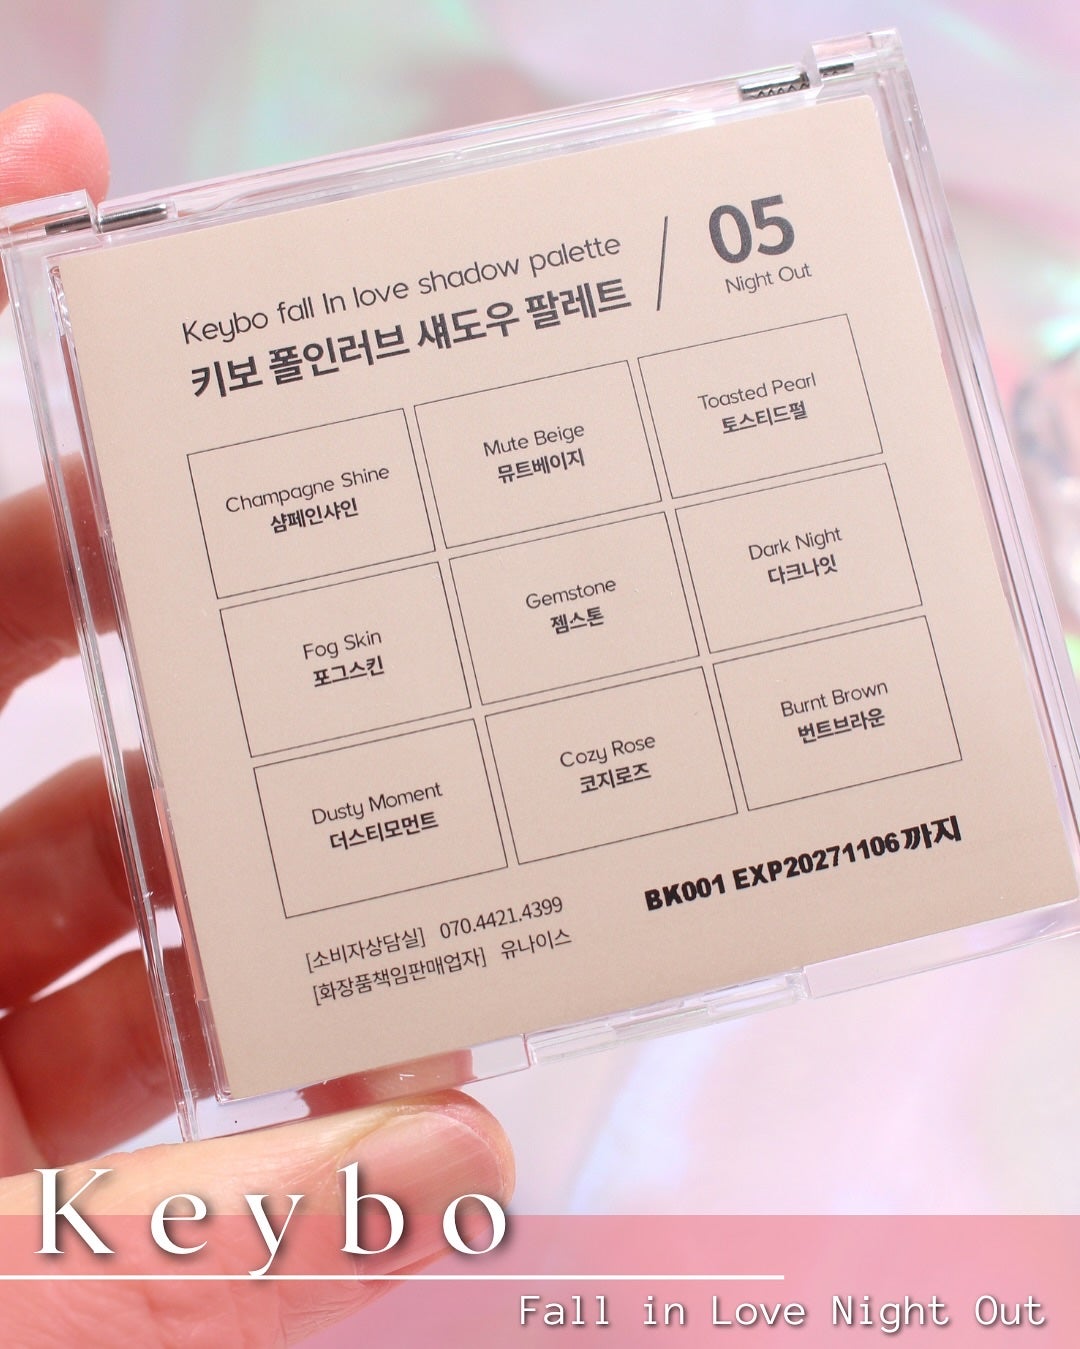 Keybo fall In love shadow palette
키보 폴인러브 섀도우 팔레트
05
Night Out
Champagne Shine
샴페인샤인
Mute Beige
뮤트베이지
Toasted Pearl
토스티드펄
Fog Skin
포그스킨
Gemstone
젬스톤
Dark Night
다크나잇
Dusty Moment
더스티모먼트
Cozy Rose
코지로즈
Burnt Brown
번트브라운
BK001 EXP20271106까지
[소비자상담실] 070.4421.4399
[화장품책임판매업자] 유나이스
Keybo
Fall in Love Night Out